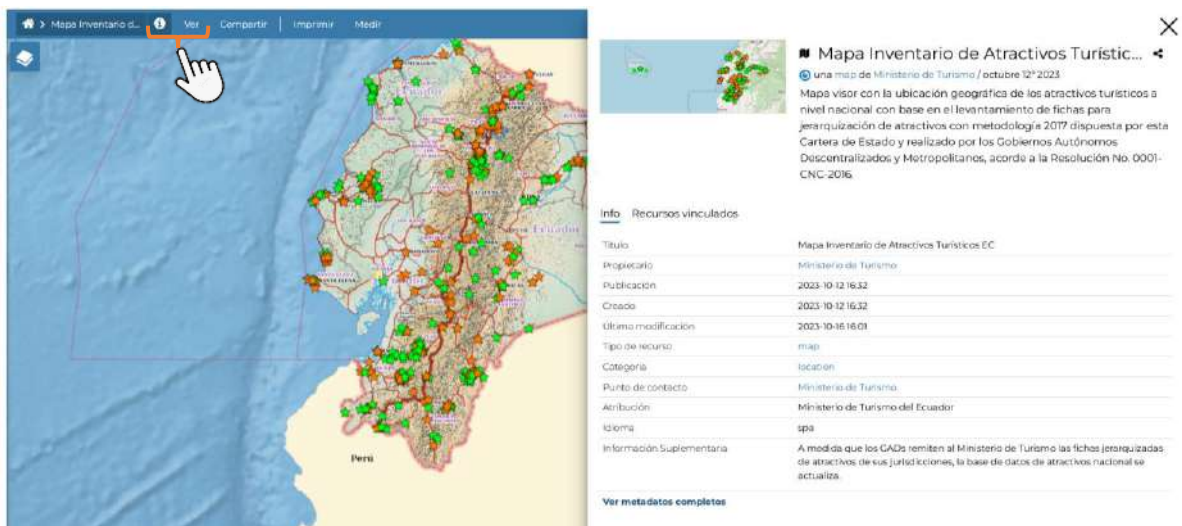 Mapa Inventario d... Ver Compartir Imprimir Medir
Ecuador
Perú
Mapa Inventario de Atractivos Turístic...
una map de Ministerio de Turismo / octubre 12º 2023
Mapa visor con la ubicación geográfica de los atractivos turísticos a
nivel nacional con base en el levantamiento de fichas para
jerarquización de atractivos con metodología 2017 dispuesta por esta
Cartera de Estado y realizado por los Gobiernos Autónomos
Descentralizados y Metropolitanos, acorde a la Resolución No. 0001-
CNC-2016.
Info Recursos vinculados
Título Mapa Inventario de Atractivos Turísticos EC
Propietario Ministerio de Turismo
Publicación 2023-10-12 16:32
Creado 2023-10-12 16:32
Última modificación 2023-10-16 16:01
Tipo de recurso map
Categoría location
Punto de contacto Ministerio de Turismo
Atribución Ministerio de Turismo del Ecuador
Idioma spa
Información Suplementaria A medida que los GADs remiten al Ministerio de Turismo las fichas jerarquizadas
de atractivos de sus jurisdicciones, la base de datos de atractivos nacional se
actualiza.
Ver metadatos completos